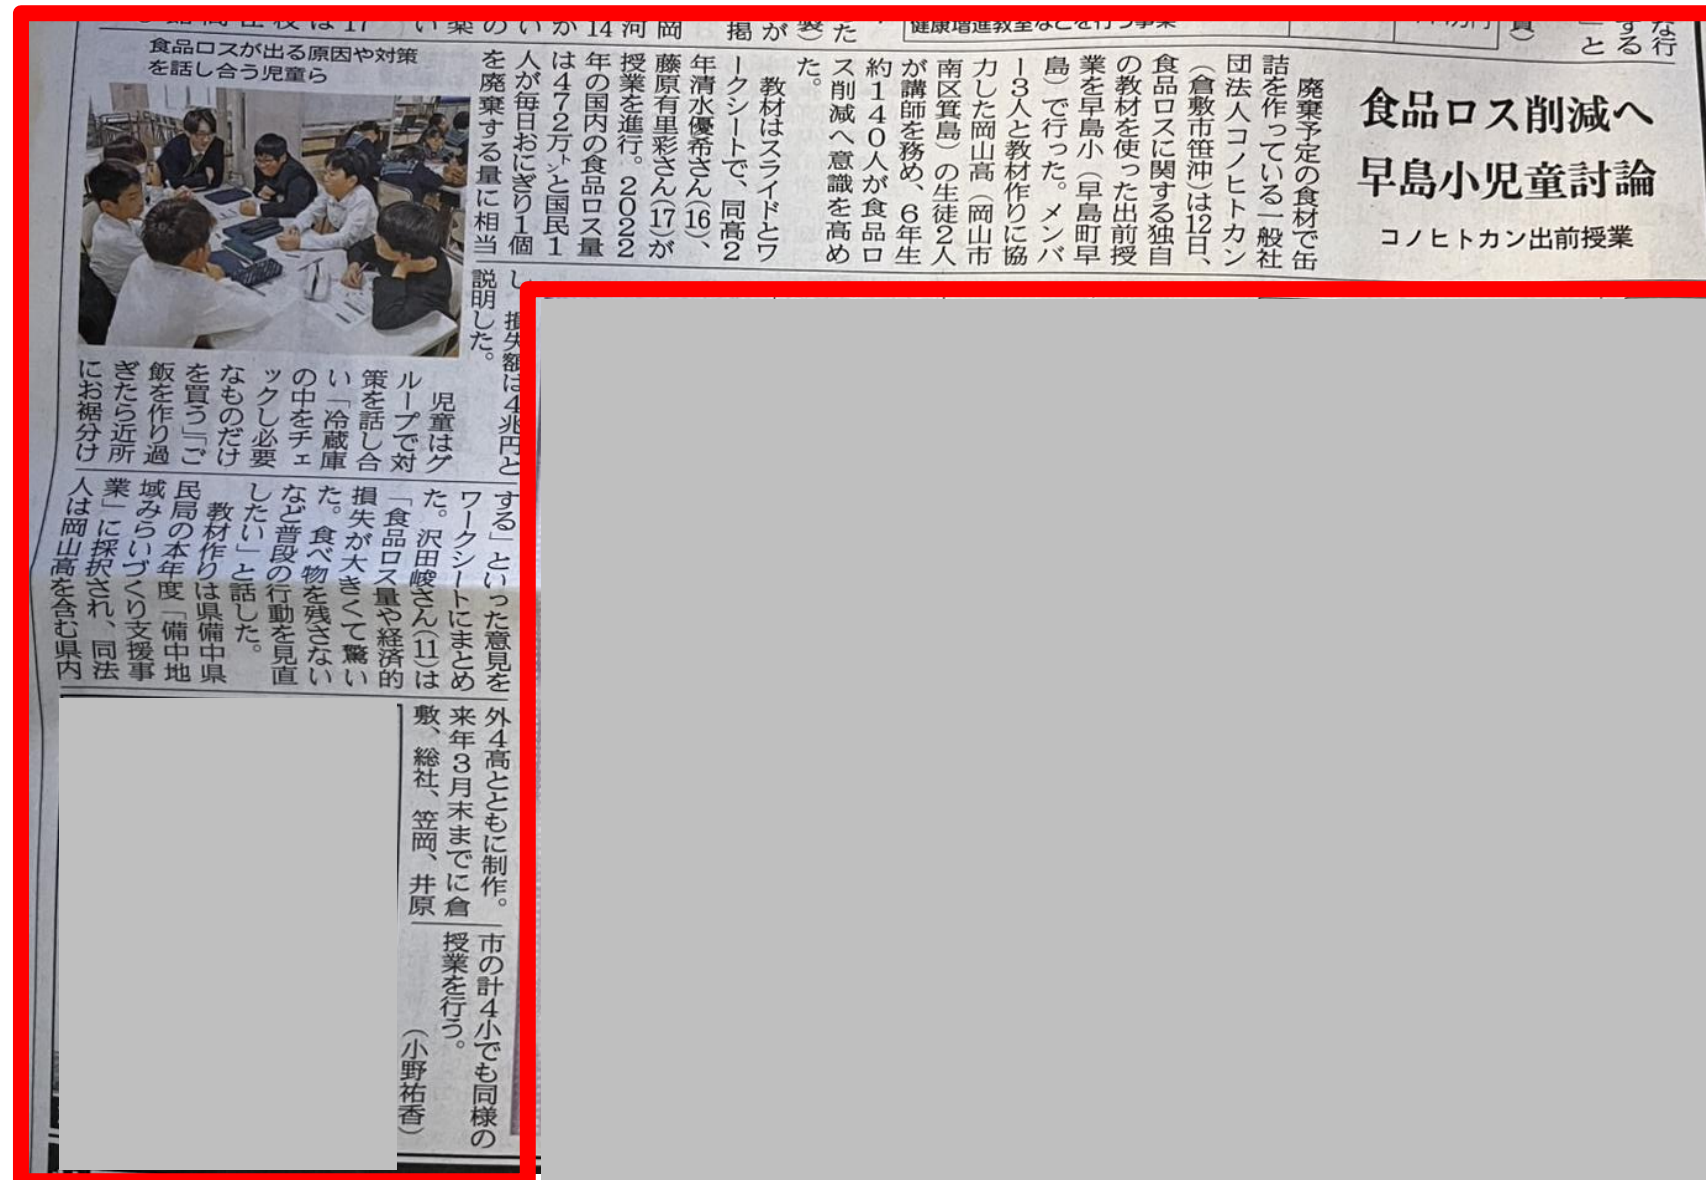 健康増進教室などを行う事業
食品ロス削減へ
早島小児童討論
コノヒトカン出前授業
廃棄予定の食材で缶
詰を作っている一般社
団法人コノヒトカン
（倉敷市笹沖）は12日、
食品ロスに関する独自
の教材を使った出前授
業を早島小（早島町早
島）で行った。メンバ
ー3人と教材作りに協
力した岡山高（岡山市
南区箕島）の生徒2人
が講師を務め、6年生
約140人が食品ロ
ス削減へ意識を高め
た。
教材はスライドとワ
ークシートで、同高2
年清水優希さん(16)、
藤原有里彩さん(17)が
授業を進行。2022
年の国内の食品ロス量
は472万㌧と国民1
人が毎日おにぎり1個
を廃棄する量に相当
食品ロスが出る原因や対策
を話し合う児童ら
し、損失額は4兆円と
説明した。
児童はグ
ループで対
策を話し合
い「冷蔵庫
の中をチェ
ックし必要
なものだけ
を買う」「ご
飯を作り過
ぎたら近所
にお裾分け
する」といった意見を
ワークシートにまとめ
た。沢田峻さん(11)は
「食品ロス量や経済的
損失が大きくて驚い
た。食べ物を残さない
など普段の行動を見直
したい」と話した。
教材作りは県備中県
民局の本年度「備中地
域みらいづくり支援事
業」に採択され、同法
人は岡山高を含む県内
外4高とともに制作。
来年3月末までに倉
敷、総社、笠岡、井原
市の計4小でも同様の
授業を行う。
（小野祐香）